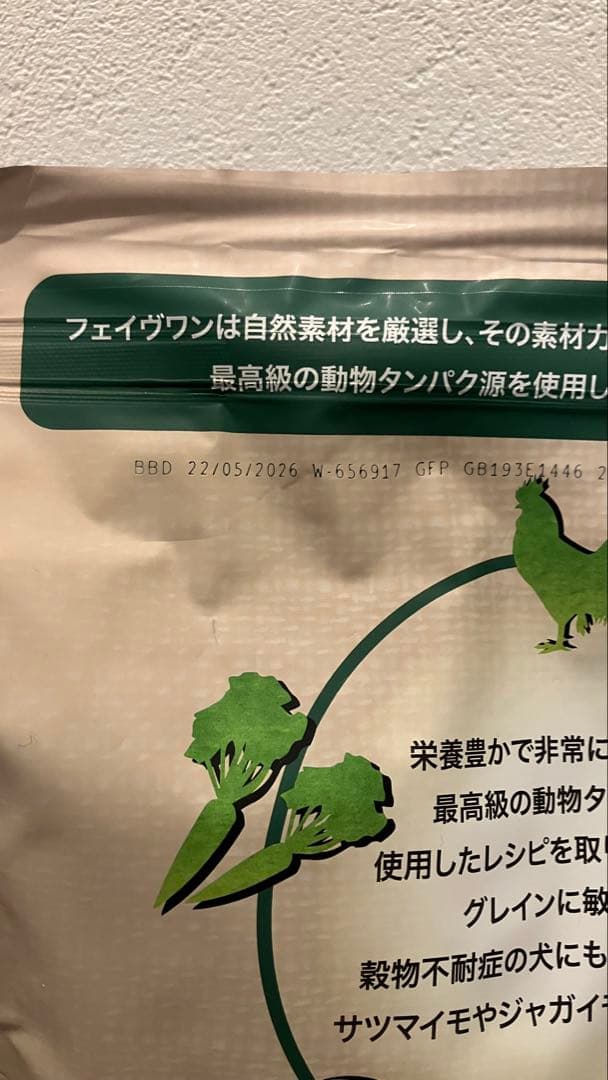 フェイヴワンは自然素材を厳選し、その素材力
最高級の動物タンパク源を使用し
BBD 22/05/2026 W-656917 GFP GB193E1446 2
栄養豊かで非常に
最高級の動物タ
使用したレシピを取り
グレインに敏
穀物不耐症の犬にも
サツマイモやジャガイモ